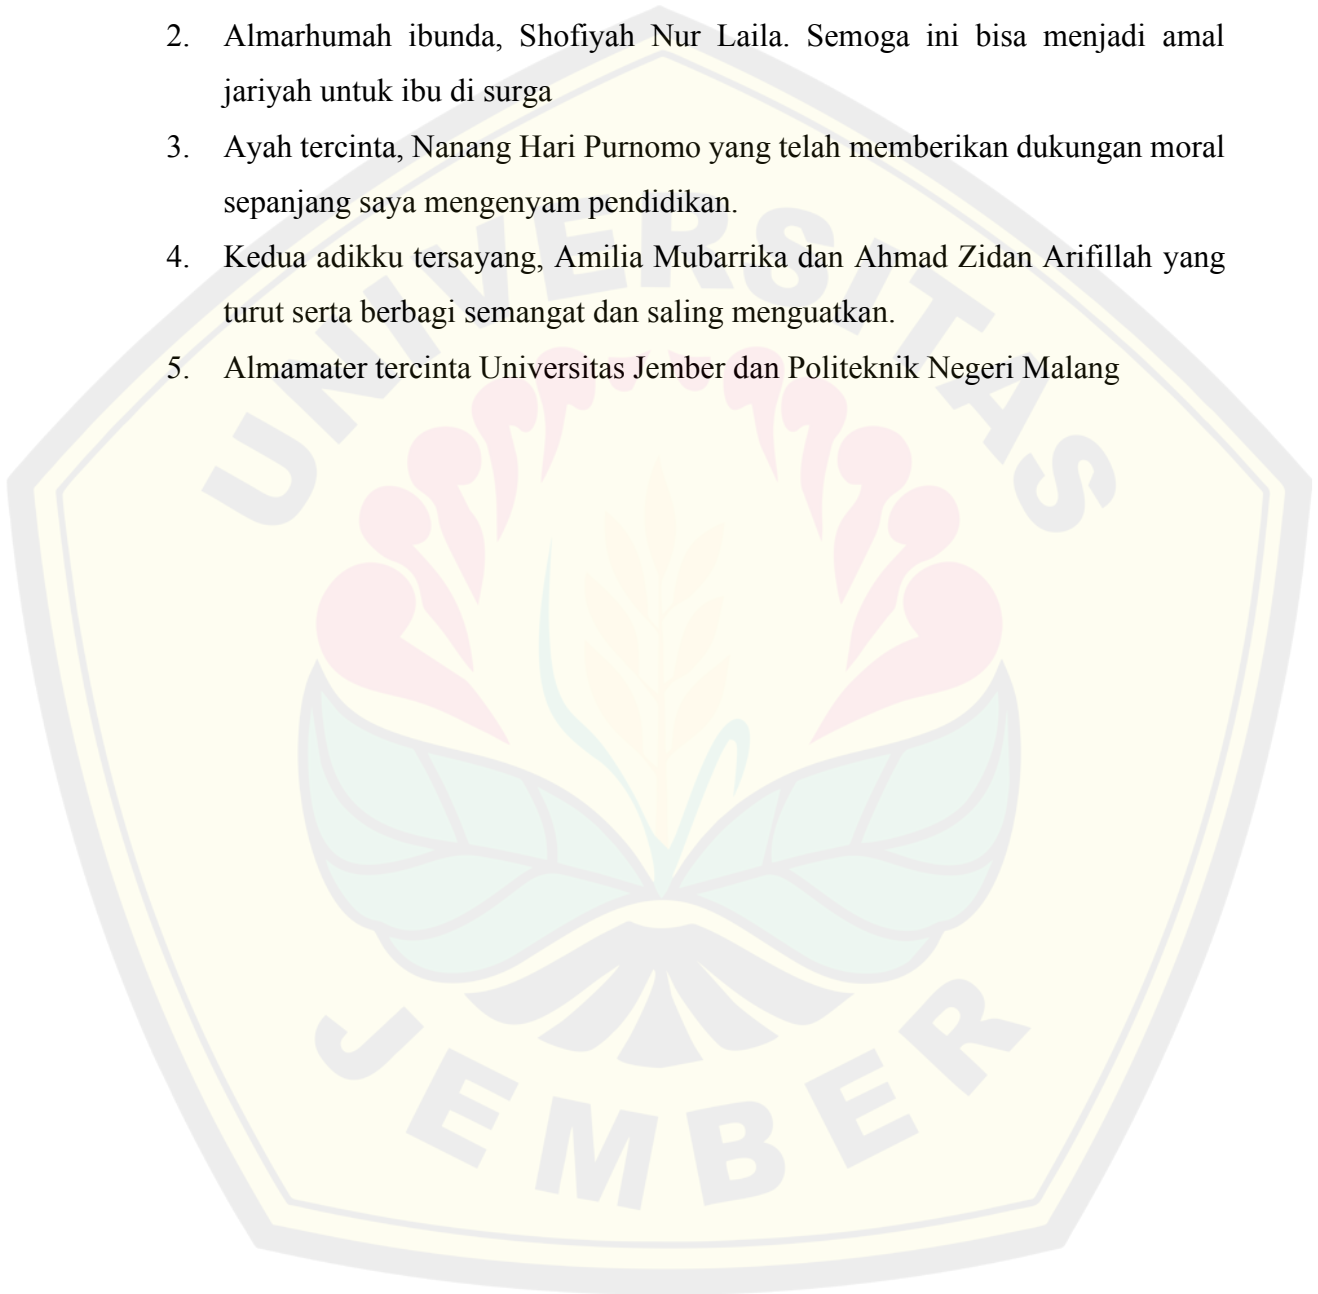 2. Almarhumah ibunda, Shofiyah Nur Laila. Semoga ini bisa menjadi amal
jariyah untuk ibu di surga
3. Ayah tercinta, Nanang Hari Purnomo yang telah memberikan dukungan moral
sepanjang saya mengenyam pendidikan.
4. Kedua adikku tersayang, Amilia Mubarrika dan Ahmad Zidan Arifillah yang
turut serta berbagi semangat dan saling menguatkan.
5. Almamater tercinta Universitas Jember dan Politeknik Negeri Malang
UNIVERSITAS
JEMBER